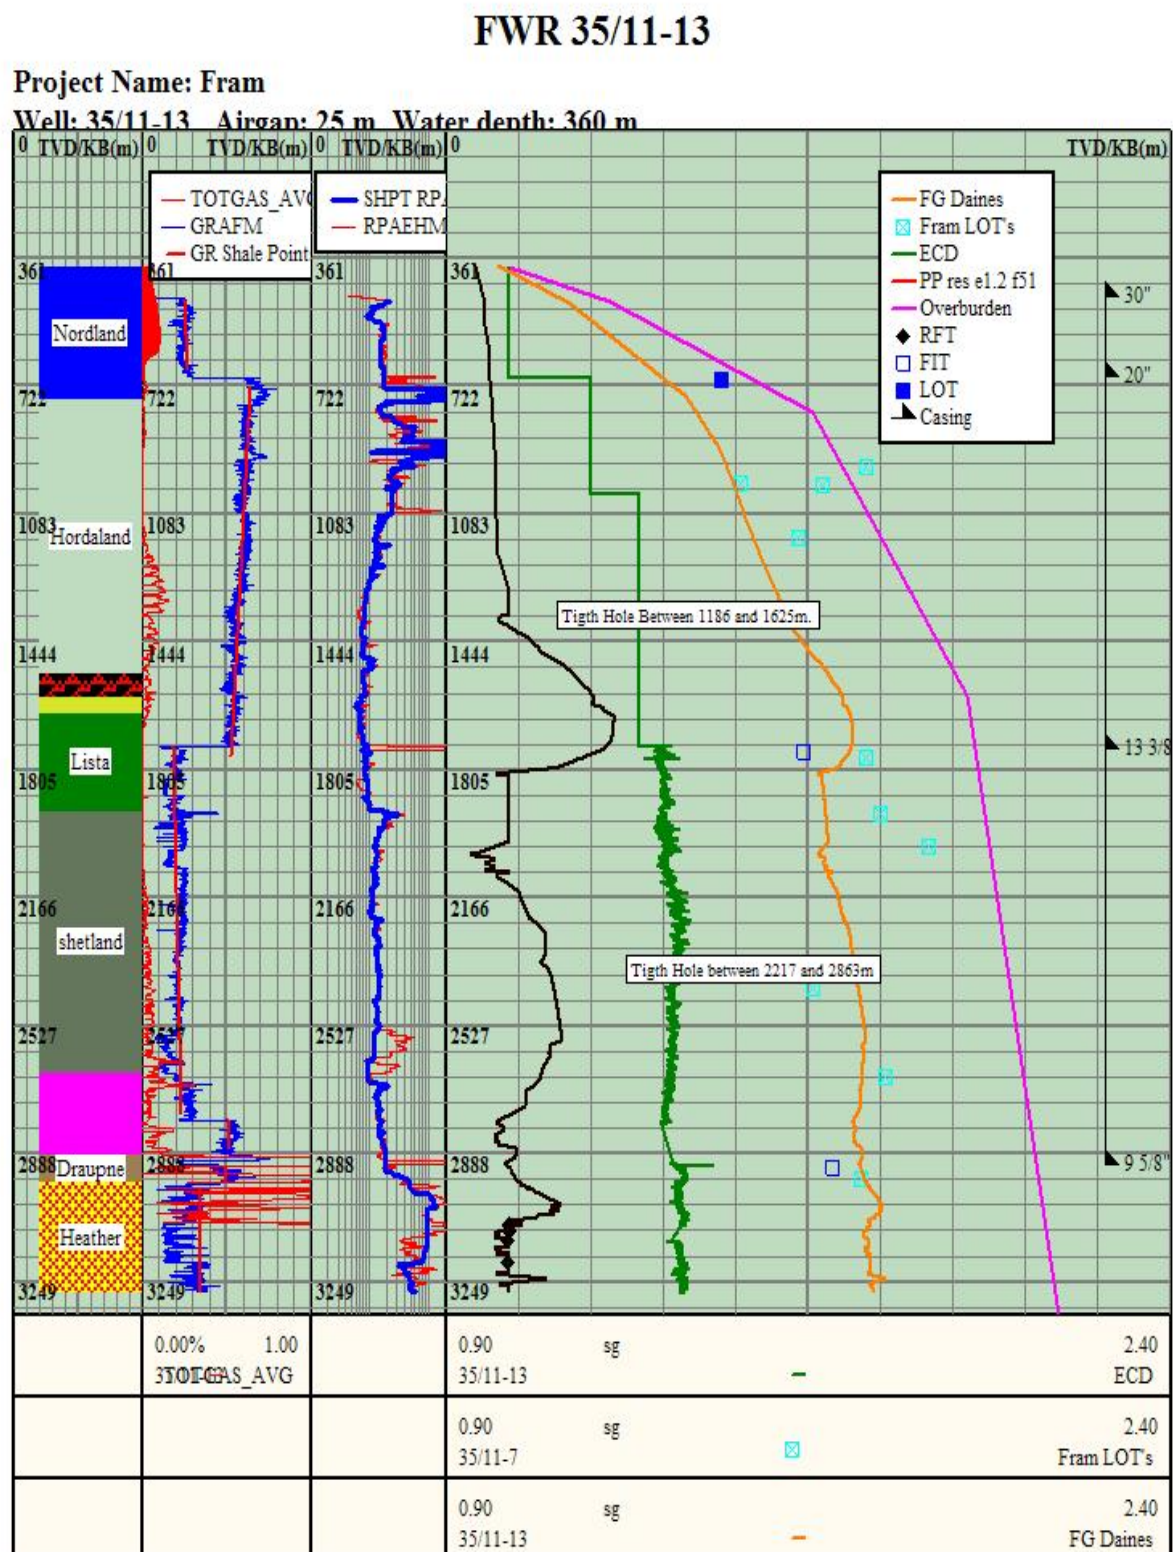 FWR 35/11-13
Project Name: Fram
Well: 35/11-13 Airgap: 25 m Water depth: 360 m
0 TVD/KB(m) 0 TVD/KB(m) 0 TVD/KB(m) 0 TVD/KB(m)
TOTGAS_AVG
GRAFM
GR Shale Point
SHPT RP
RPAEHM
FG Daines
Fram LOT's
ECD
PP res e1.2 f51
Overburden
RFT
FIT
LOT
Casing
361 361 361 361
30"
Nordland
20"
722 722 722
1083 1083 1083 1083
Hordaland
Tigth Hole Between 1186 and 1625m.
1444 1444 1444 1444
13 3/8
Lista
1805 1805 1805 1805
2166 2166 2166 2166
shetland
Tigth Hole between 2217 and 2863m
2527 2527 2527 2527
2888 Draupne 2888 2888 2888
9 5/8"
Heather
3249 3249 3249 3249
0.00% 1.00
TOTGAS_AVG
0.90 sg 2.40
35/11-13 ECD
0.90 sg 2.40
35/11-7 Fram LOT's
0.90 sg 2.40
35/11-13 FG Daines